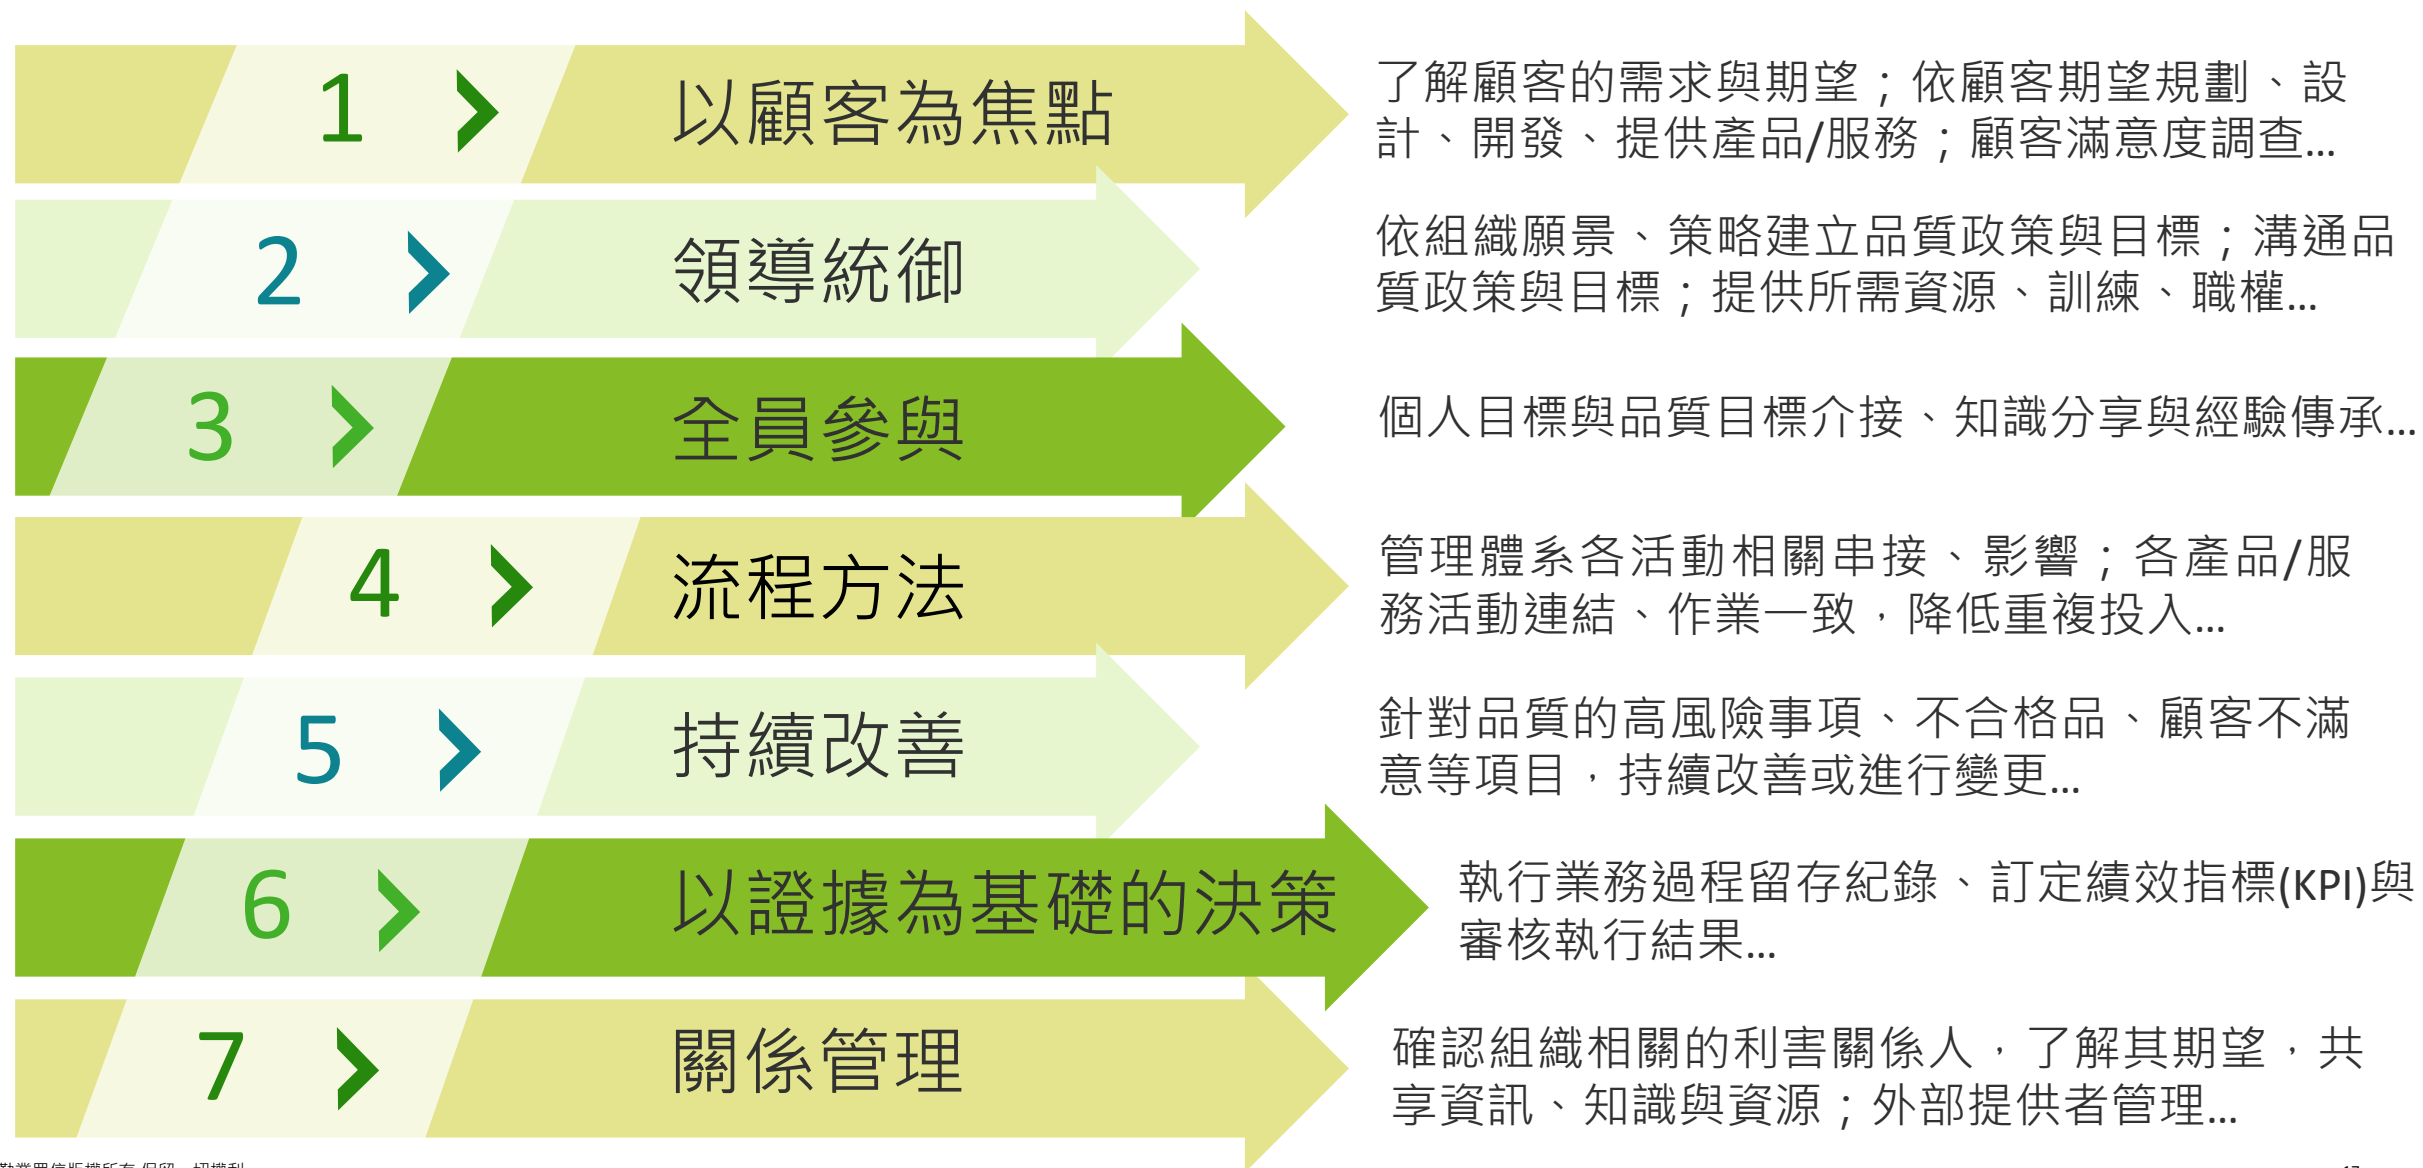 1
以顧客為焦點
了解顧客的需求與期望；依顧客期望規劃、設
計、開發、提供產品/服務；顧客滿意度調查...
2
領導統御
依組織願景、策略建立品質政策與目標；溝通品
質政策與目標；提供所需資源、訓練、職權...
3
全員參與
個人目標與品質目標介接、知識分享與經驗傳承...
4
流程方法
管理體系各活動相關串接、影響；各產品/服
務活動連結、作業一致，降低重複投入...
5
持續改善
針對品質的高風險事項、不合格品、顧客不滿
意等項目，持續改善或進行變更...
6
以證據為基礎的決策
執行業務過程留存紀錄、訂定績效指標(KPI)與
審核執行結果...
7
關係管理
確認組織相關的利害關係人，了解其期望，共
享資訊、知識與資源；外部提供者管理...